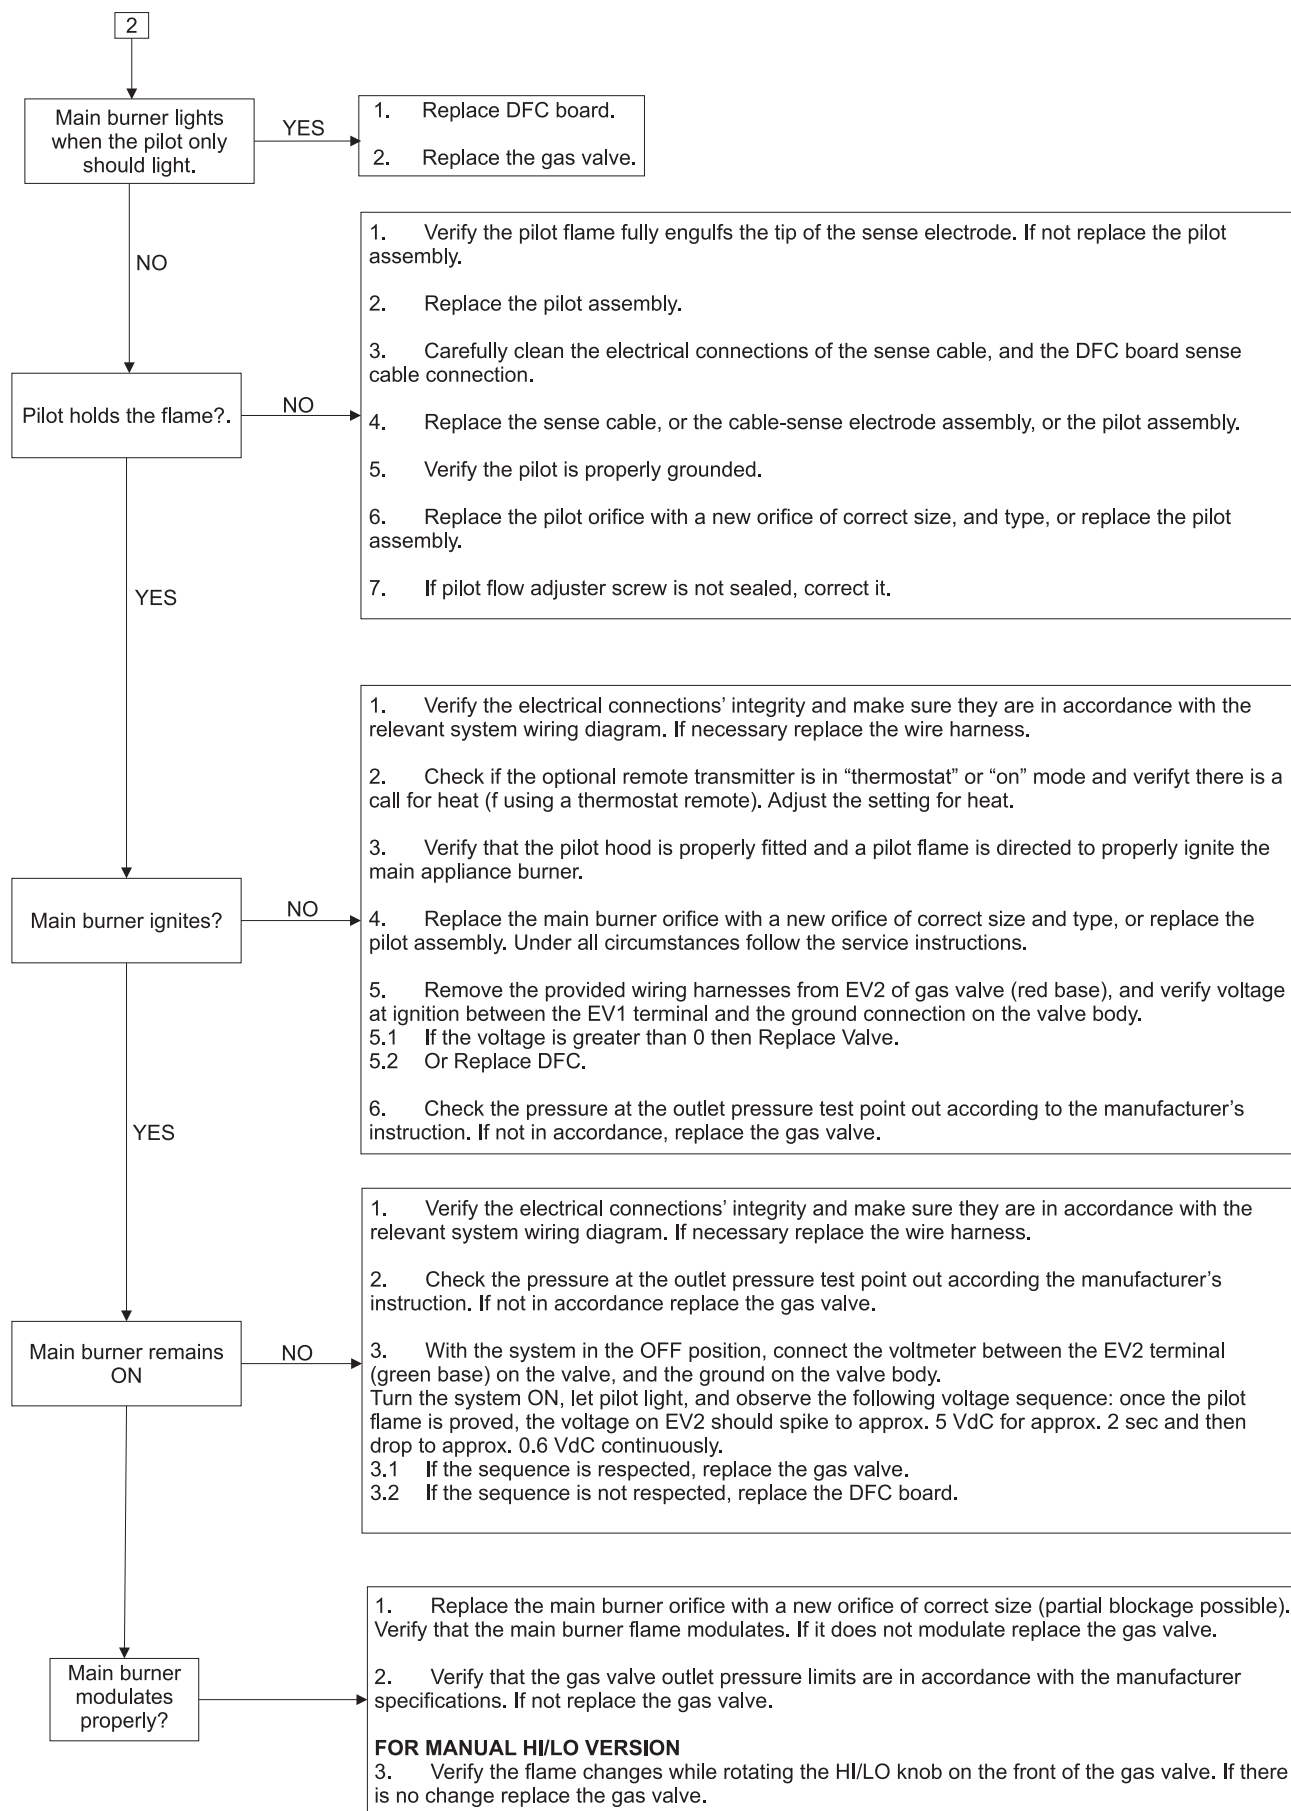 2
Main burner lights
when the pilot only
should light.
YES
1. Replace DFC board.
2. Replace the gas valve.
NO
1. Verify the pilot flame fully engulfs the tip of the sense electrode. If not replace the pilot
assembly.
2. Replace the pilot assembly.
3. Carefully clean the electrical connections of the sense cable, and the DFC board sense
cable connection.
4. Replace the sense cable, or the cable-sense electrode assembly, or the pilot assembly.
5. Verify the pilot is properly grounded.
6. Replace the pilot orifice with a new orifice of correct size, and type, or replace the pilot
assembly.
7. If pilot flow adjuster screw is not sealed, correct it.
Pilot holds the flame?.
NO
YES
1. Verify the electrical connections’ integrity and make sure they are in accordance with the
relevant system wiring diagram. If necessary replace the wire harness.
2. Check if the optional remote transmitter is in “thermostat” or “on” mode and verifyt there is a
call for heat (f using a thermostat remote). Adjust the setting for heat.
3. Verify that the pilot hood is properly fitted and a pilot flame is directed to properly ignite the
main appliance burner.
4. Replace the main burner orifice with a new orifice of correct size and type, or replace the
pilot assembly. Under all circumstances follow the service instructions.
5. Remove the provided wiring harnesses from EV2 of gas valve (red base), and verify voltage
at ignition between the EV1 terminal and the ground connection on the valve body.
5.1 If the voltage is greater than 0 then Replace Valve.
5.2 Or Replace DFC.
6. Check the pressure at the outlet pressure test point out according to the manufacturer’s
instruction. If not in accordance, replace the gas valve.
Main burner ignites?
NO
YES
1. Verify the electrical connections’ integrity and make sure they are in accordance with the
relevant system wiring diagram. If necessary replace the wire harness.
2. Check the pressure at the outlet pressure test point out according the manufacturer’s
instruction. If not in accordance replace the gas valve.
3. With the system in the OFF position, connect the voltmeter between the EV2 terminal
(green base) on the valve, and the ground on the valve body.
Turn the system ON, let pilot light, and observe the following voltage sequence: once the pilot
flame is proved, the voltage on EV2 should spike to approx. 5 VdC for approx. 2 sec and then
drop to approx. 0.6 VdC continuously.
3.1 If the sequence is respected, replace the gas valve.
3.2 If the sequence is not respected, replace the DFC board.
Main burner remains
ON
NO
1. Replace the main burner orifice with a new orifice of correct size (partial blockage possible).
Verify that the main burner flame modulates. If it does not modulate replace the gas valve.
2. Verify that the gas valve outlet pressure limits are in accordance with the manufacturer
specifications. If not replace the gas valve.
FOR MANUAL HI/LO VERSION
3. Verify the flame changes while rotating the HI/LO knob on the front of the gas valve. If there
is no change replace the gas valve.
Main burner
modulates
properly?